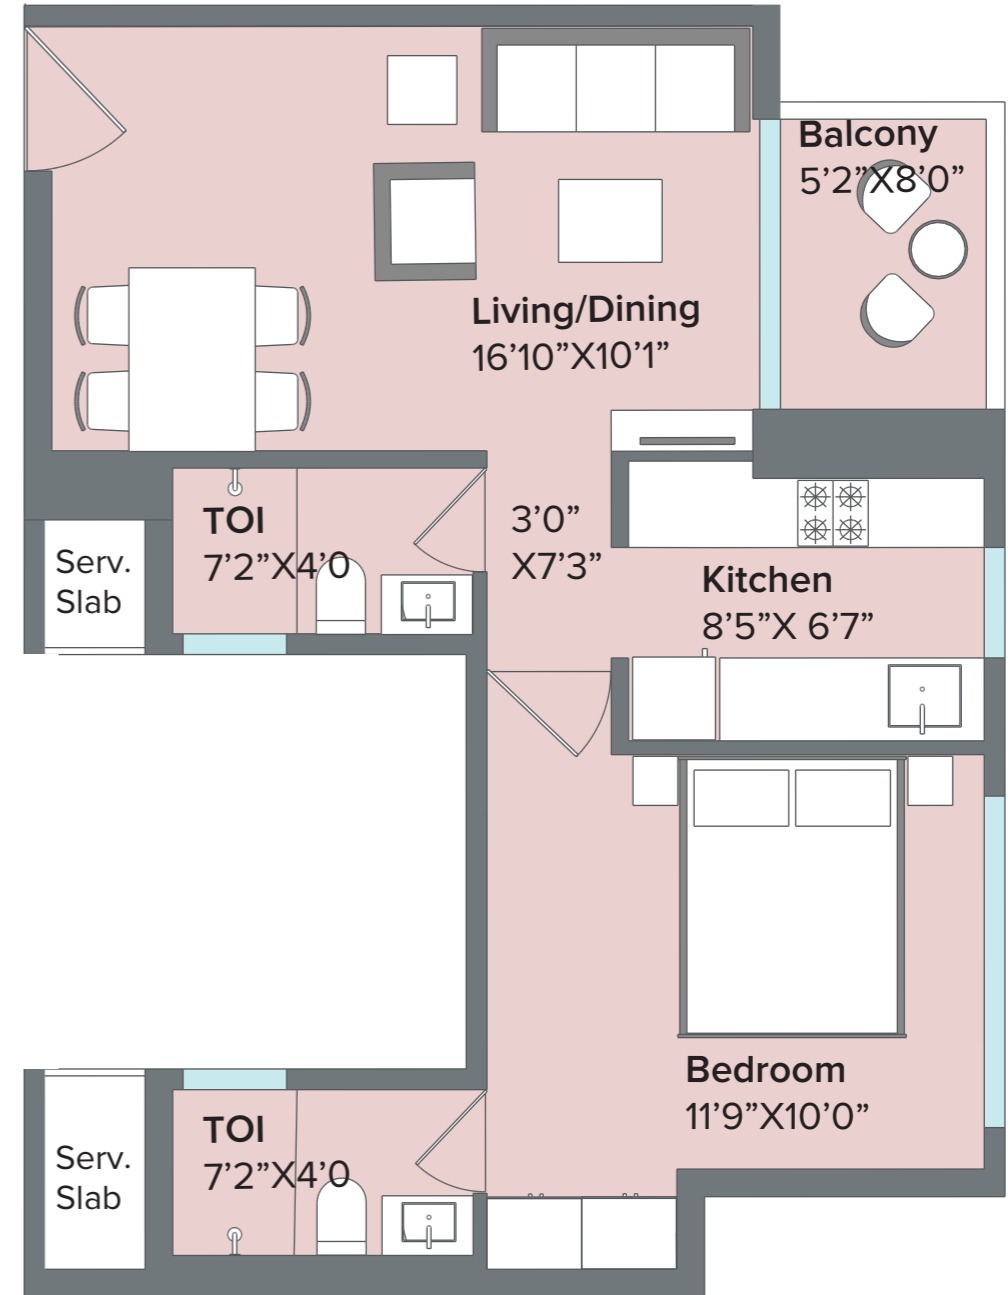 Balcony
5’2”X8’0”
Living/Dining
16’10”X10’1”
TOI
7’2”X4’0
3’0”
X7’3”
Serv.
Slab
Kitchen
8’5”X 6’7”
Bedroom
11’9”X10’0”
TOI
7’2”X4’0
Serv.
Slab